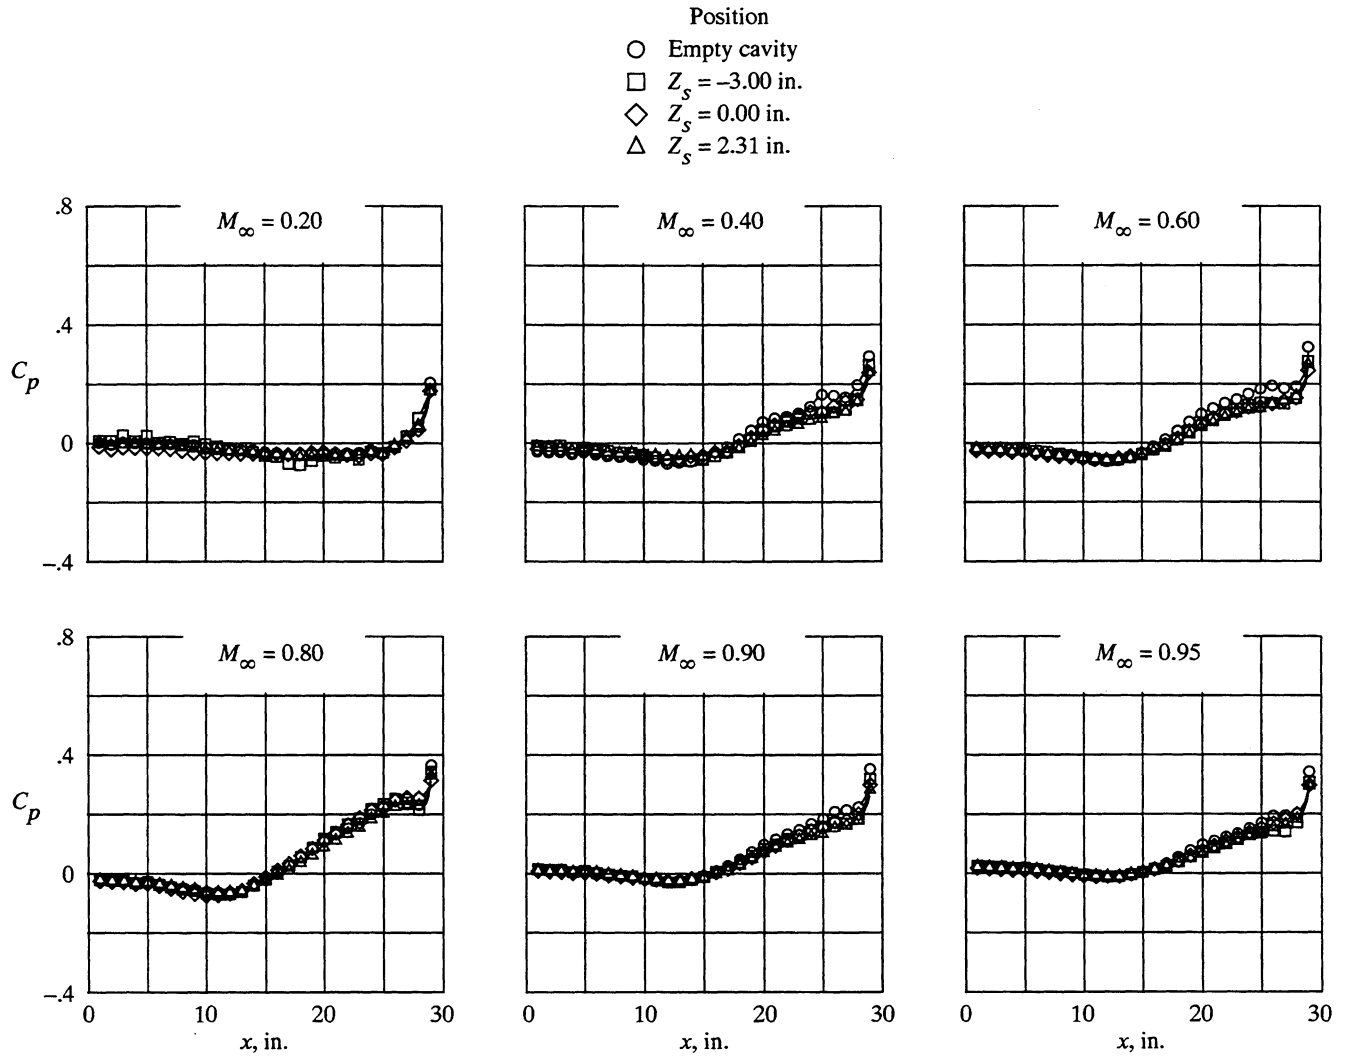 Position
Empty cavity
Z_s = –3.00 in.
Z_s = 0.00 in.
Z_s = 2.31 in.
M_∞ = 0.20
M_∞ = 0.40
M_∞ = 0.60
.8
.4
C_p
0
–.4
M_∞ = 0.80
M_∞ = 0.90
M_∞ = 0.95
.8
.4
C_p
0
–.4
0 10 20 30
0 10 20 30
0 10 20 30
x, in.
x, in.
x, in.